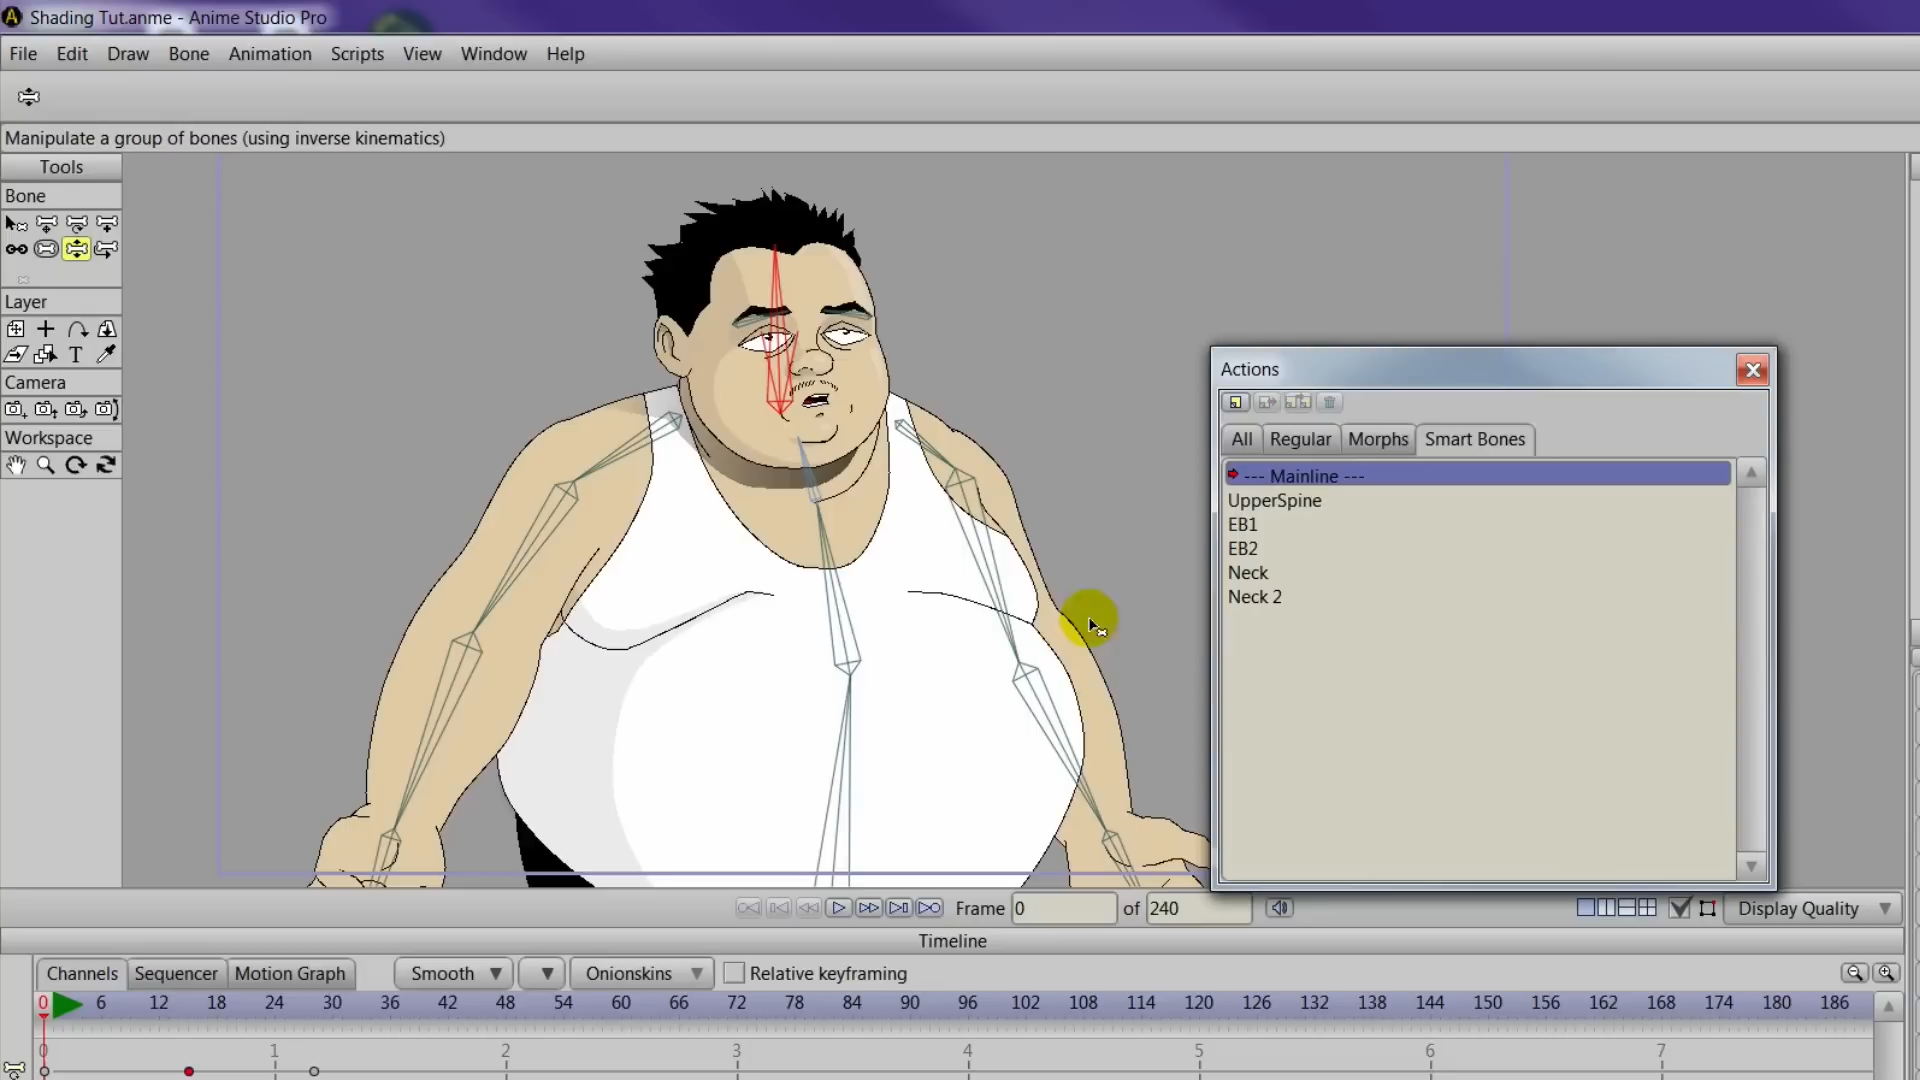 Shading Tut.anme - Anime Studio Pro
File Edit Draw Bone Animation Scripts View Window Help
Manipulate a group of bones (using inverse kinematics)
Tools
Bone
Layer
T
Camera
Workspace
Actions
All Regular Morphs Smart Bones
--- Mainline ---
UpperSpine
EB1
EB2
Neck
Neck 2
Frame 0 of 240 Display Quality
Timeline
Channels Sequencer Motion Graph Smooth Onionskins Relative keyframing
0 6 12 18 24 30 36 42 48 54 60 66 72 78 84 90 96 102 108 114 120 126 132 138 144 150 156 162 168 174 180 186
0 1 2 3 4 5 6 7